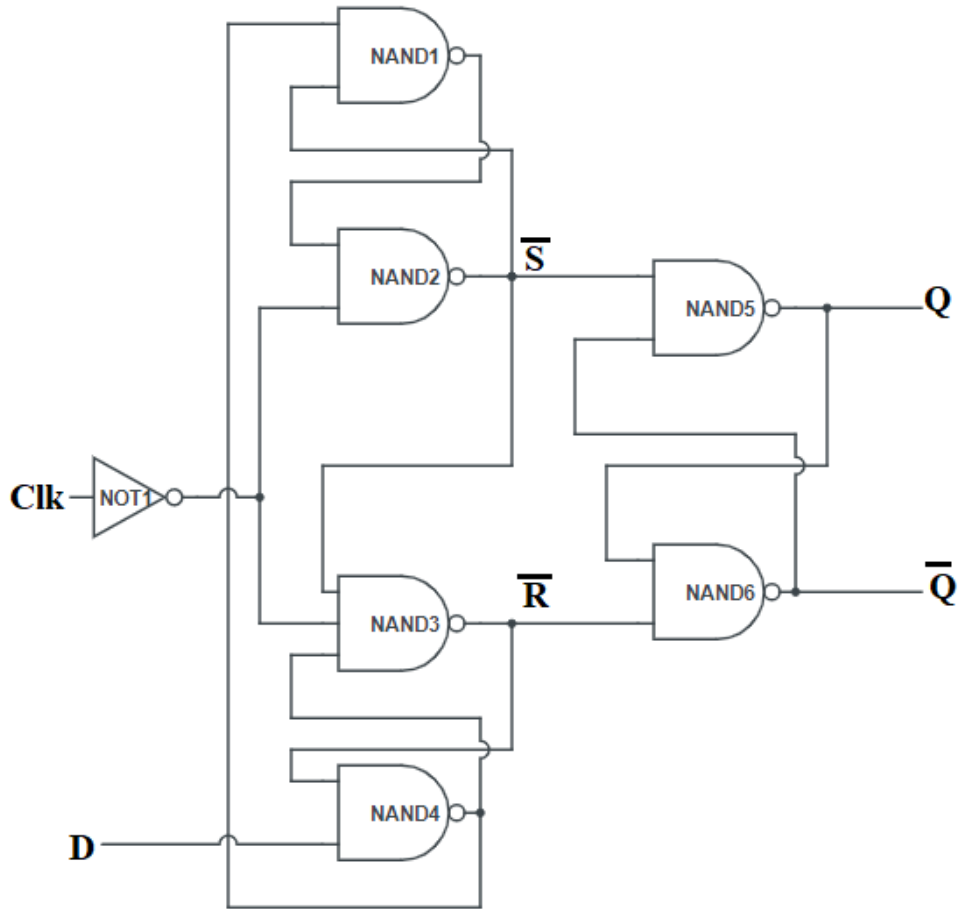 NAND1
NAND2
S̅
NAND5
Q
Clk
NOT1
NAND3
R̅
NAND6
Q̅
NAND4
D